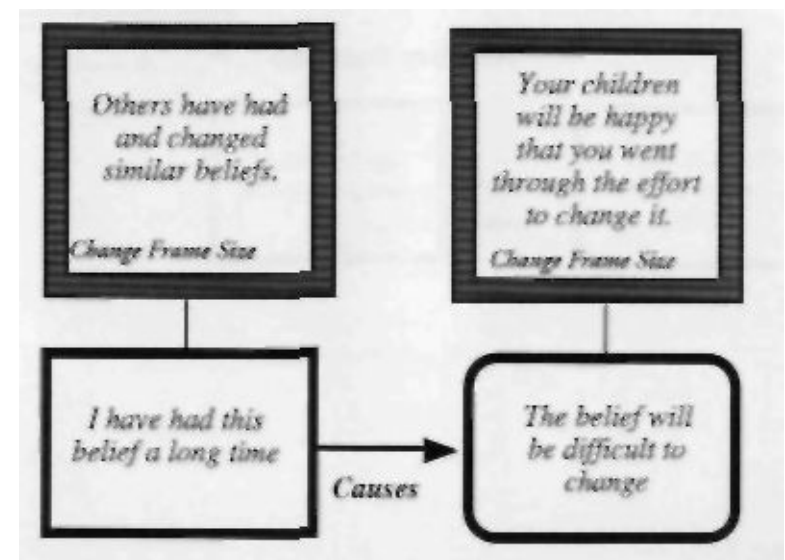 Others have had
and changed
similar beliefs.
Change Frame Size
Your children
will be happy
that you went
through the effort
to change it.
Change Frame Size
I have had this
belief a long time
Causes
The belief will
be difficult to
change